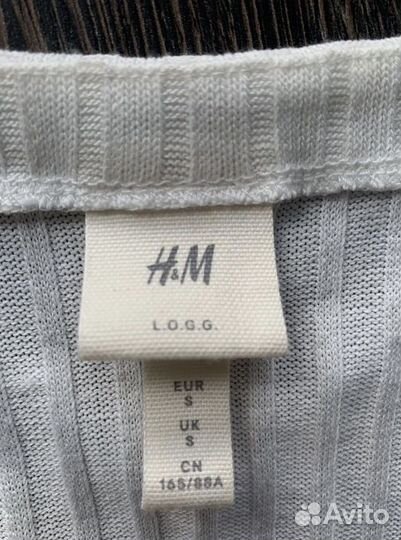 H&M
L.O.G.G.
EUR
S
UK
S
CN
165/88A
Avito